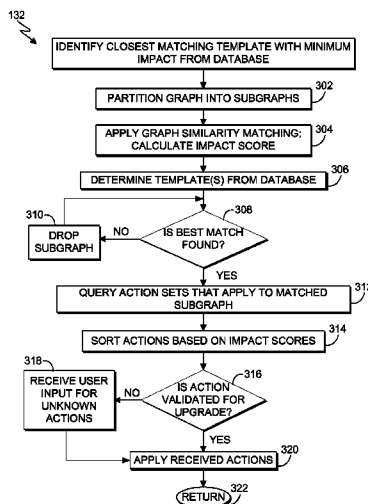 132
IDENTIFY CLOSEST MATCHING TEMPLATE WITH MINIMUM
IMPACT FROM DATABASE
302
PARTITION GRAPH INTO SUBGRAPHS
304
APPLY GRAPH SIMILARITY MATCHING;
CALCULATE IMPACT SCORE
306
DETERMINE TEMPLATE(S) FROM DATABASE
310
308
DROP
SUBGRAPH
NO
IS BEST MATCH
FOUND?
YES
312
QUERY ACTION SETS THAT APPLY TO MATCHED
SUBGRAPH
314
SORT ACTIONS BASED ON IMPACT SCORES
318
316
RECEIVE USER
INPUT FOR
UNKNOWN
ACTIONS
NO
IS ACTION
VALIDATED FOR
UPGRADE?
YES
320
APPLY RECEIVED ACTIONS
322
RETURN